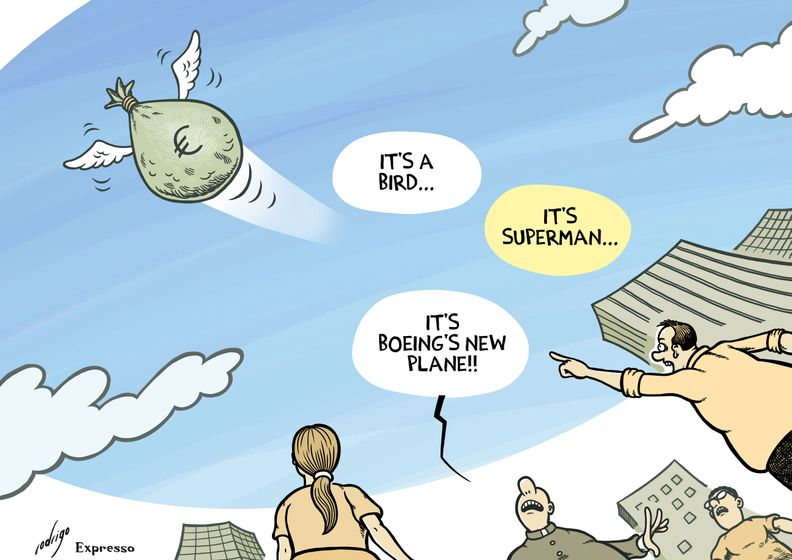 €
IT'S A
BIRD...
IT'S
SUPERMAN...
IT'S
BOEING'S NEW
PLANE!!
rodrigo
Expresso